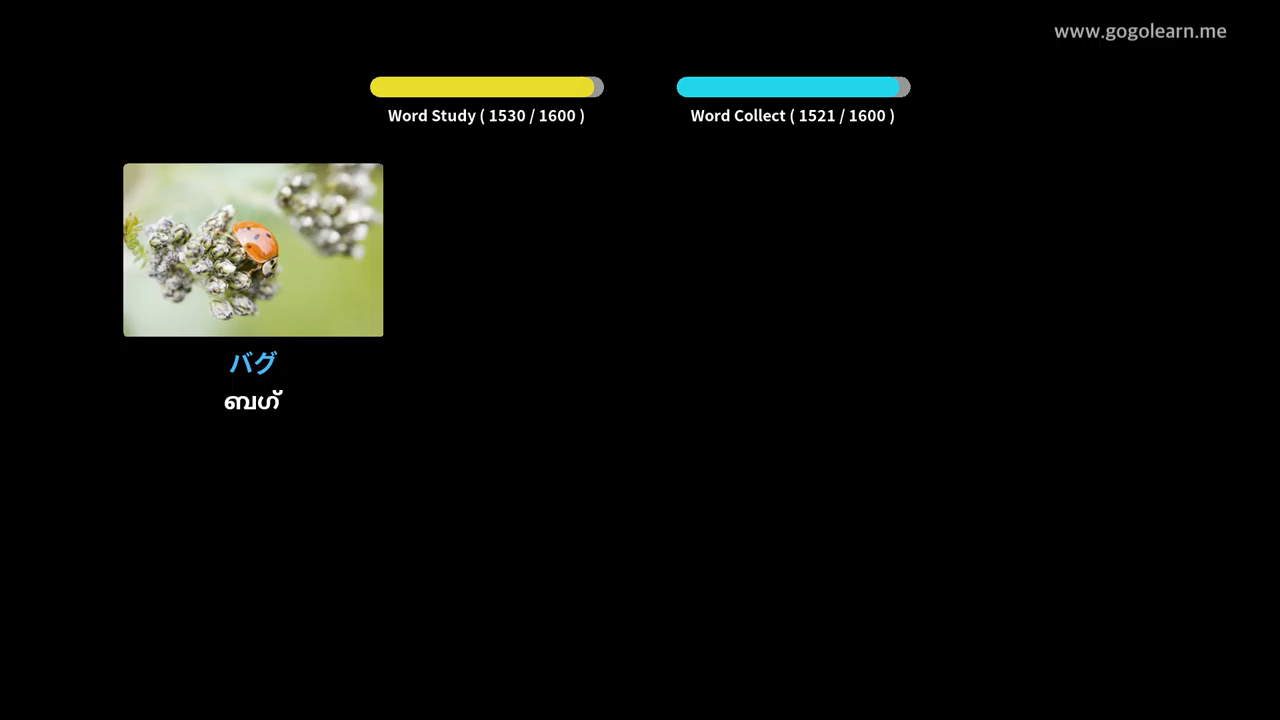 www.gogolearn.me
Word Study ( 1530 / 1600 )
Word Collect ( 1521 / 1600 )
バグ
ബഗ്